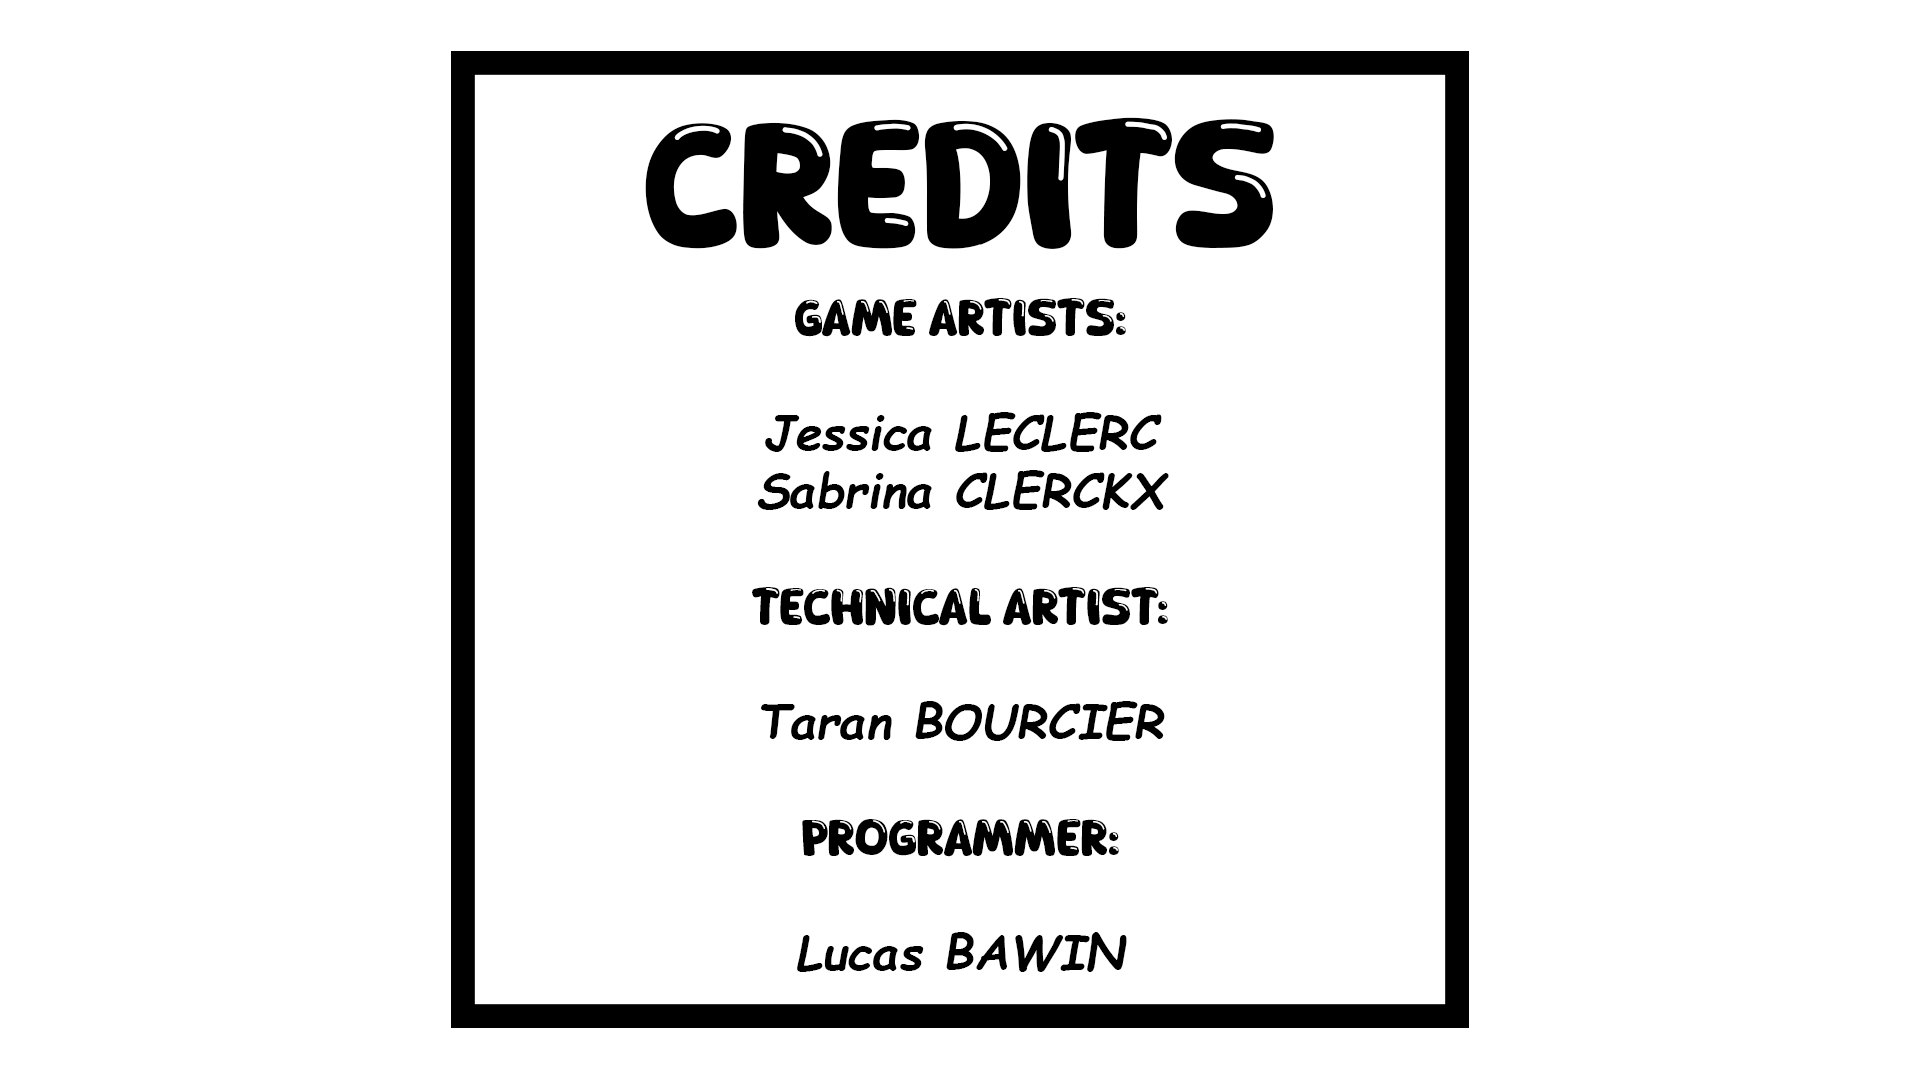 CREDITS
GAME ARTISTS:
Jessica LECLERC
Sabrina CLERCKX
TECHNICAL ARTIST:
Taran BOURCIER
PROGRAMMER:
Lucas BAWIN